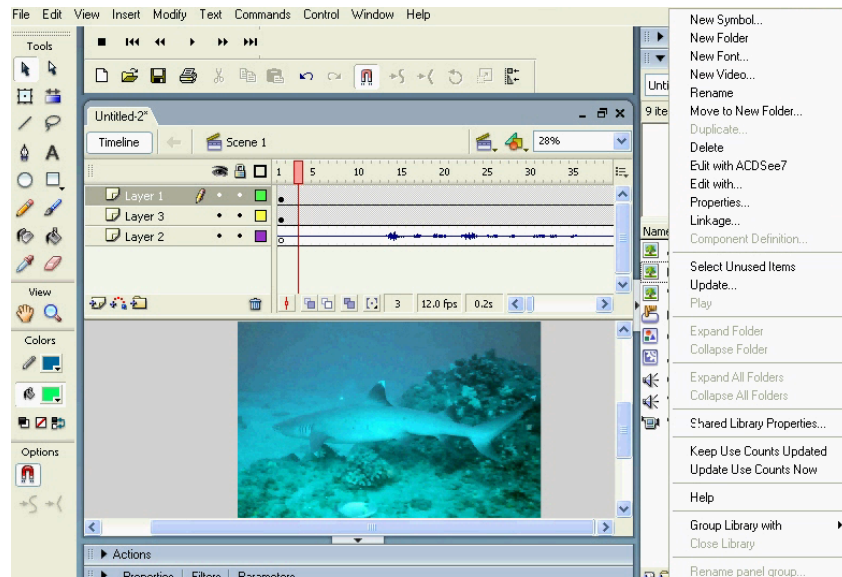 File Edit View Insert Modify Text Commands Control Window Help
Tools
Untitled-2*
Timeline
Scene 1
28%
1 5 10 15 20 25 30 35
Layer 1
Layer 3
Layer 2
3 12.0 fps 0.2s
View
Colors
Options
Actions
Properties Filters Parameters
Unti
9 ite
Name
New Symbol...
New Folder
New Font...
New Video...
Rename
Move to New Folder...
Duplicate...
Delete
Edit with ACDSee7
Edit with...
Properties...
Linkage...
Component Definition...
Select Unused Items
Update...
Play
Expand Folder
Collapse Folder
Expand All Folders
Collapse All Folders
Shared Library Properties...
Keep Use Counts Updated
Update Use Counts Now
Help
Group Library with
Close Library
Rename panel group...